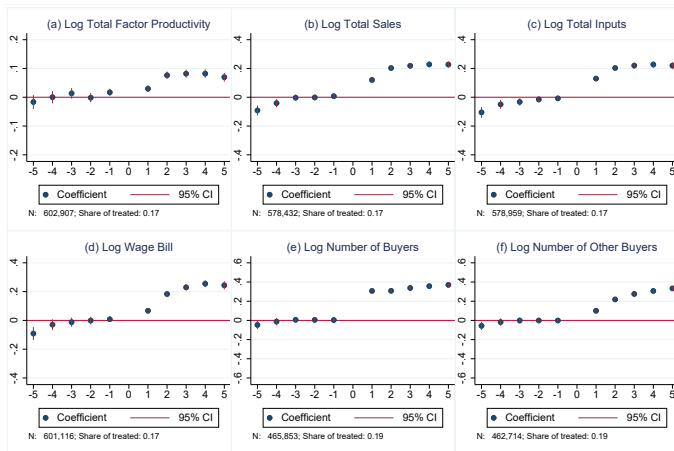 (a) Log Total Factor Productivity
.2
.1
0
-.1
-.2
-5 -4 -3 -2 -1 0 1 2 3 4 5
Coefficient 95% CI
N: 602,907; Share of treated: 0.17
(b) Log Total Sales
.4
.2
0
-.2
-.4
-5 -4 -3 -2 -1 0 1 2 3 4 5
Coefficient 95% CI
N: 578,432; Share of treated: 0.17
(c) Log Total Inputs
.4
.2
0
-.2
-.4
-5 -4 -3 -2 -1 0 1 2 3 4 5
Coefficient 95% CI
N: 578,959; Share of treated: 0.17
(d) Log Wage Bill
.4
.2
0
-.2
-.4
-5 -4 -3 -2 -1 0 1 2 3 4 5
Coefficient 95% CI
N: 601,116; Share of treated: 0.17
(e) Log Number of Buyers
.6
.4
.2
0
-.2
-.4
-.6
-5 -4 -3 -2 -1 0 1 2 3 4 5
Coefficient 95% CI
N: 465,853; Share of treated: 0.19
(f) Log Number of Other Buyers
.6
.4
.2
0
-.2
-.4
-.6
-5 -4 -3 -2 -1 0 1 2 3 4 5
Coefficient 95% CI
N: 462,714; Share of treated: 0.19